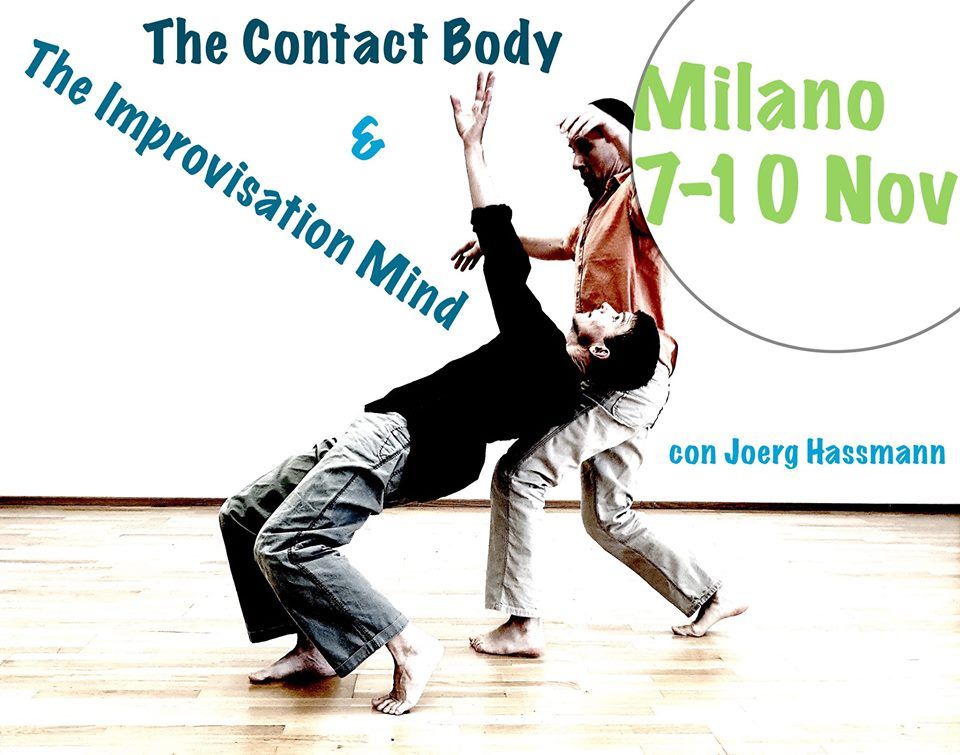 The Contact Body
&
The Improvisation Mind
Milano
7-10 Nov
con Joerg Hassmann